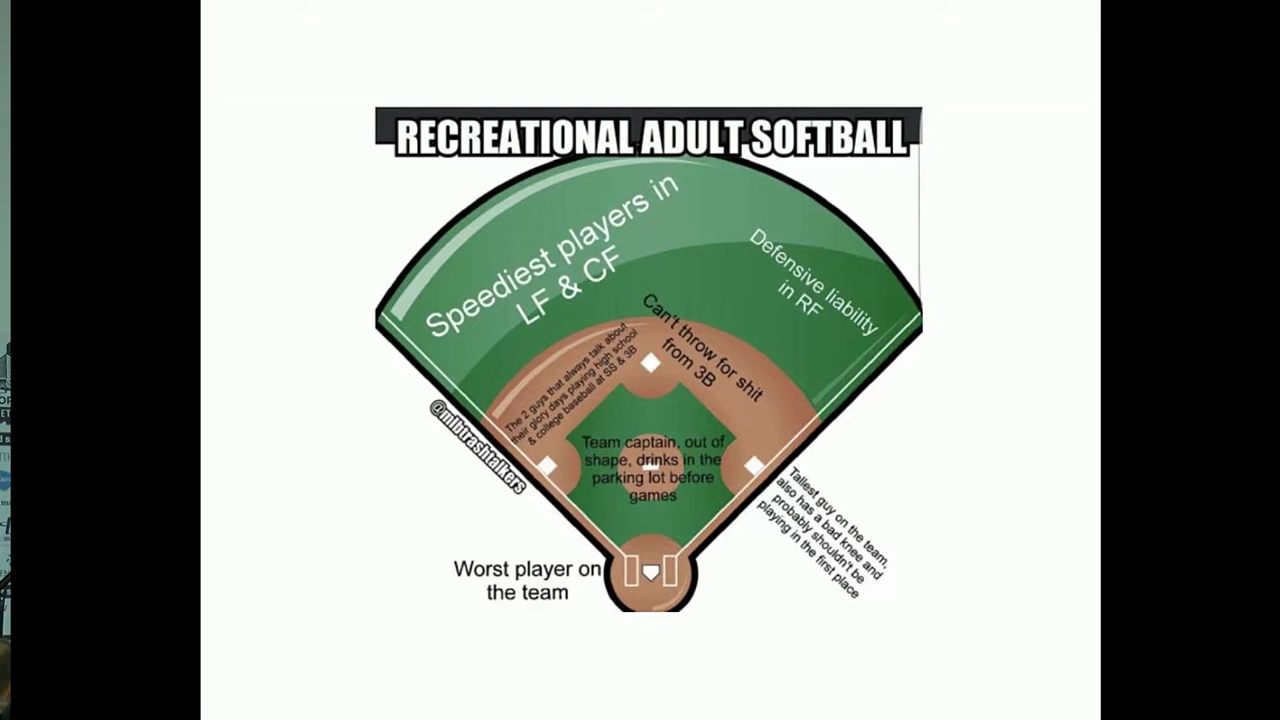 RECREATIONAL ADULT SOFTBALL
Speediest players in
LF & CF
Defensive liability
in RF
The 2 guys that always talk about
their glory days playing high school
& college baseball at SS & 3B
Can't throw for shit
from 3B
@mlbtrashtalkers
Team captain, out of
shape, drinks in the
parking lot before
games
Tallest guy on the team,
also has a bad knee and
probably shouldn't be
playing in the first place
Worst player on
the team